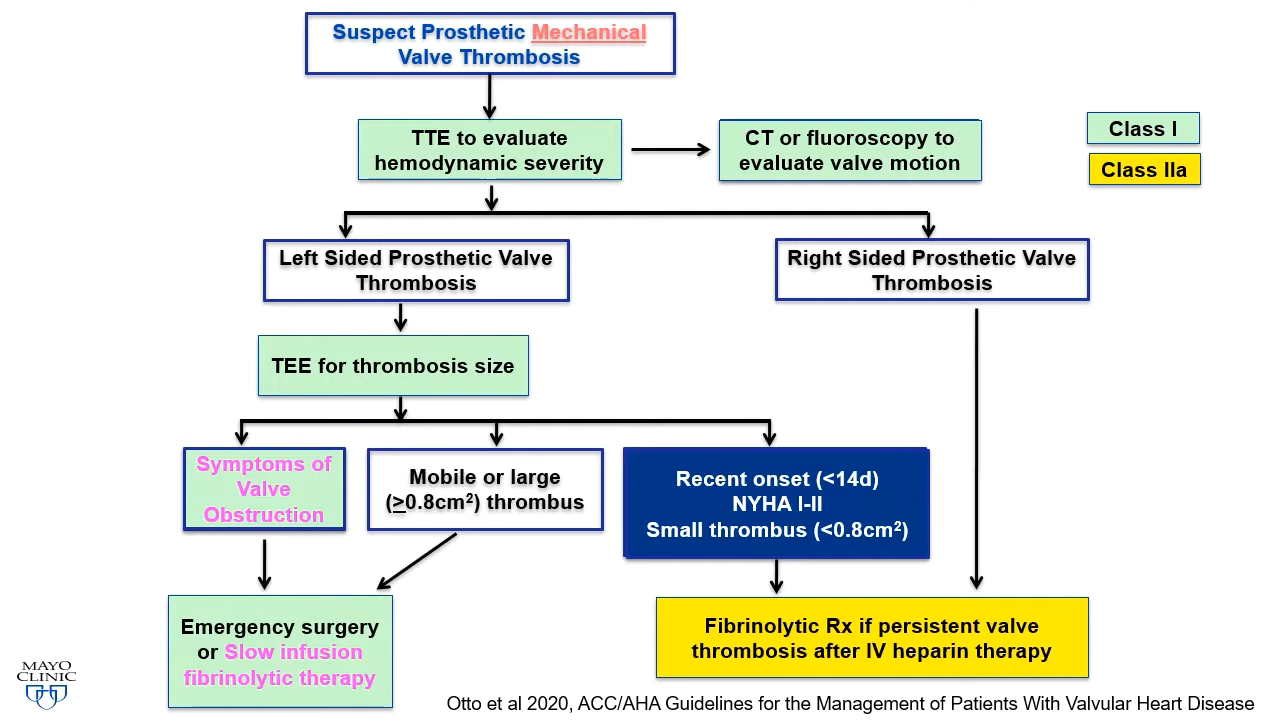 Suspect Prosthetic Mechanical
Valve Thrombosis
TTE to evaluate
hemodynamic severity
CT or fluoroscopy to
evaluate valve motion
Class I
Class IIa
Left Sided Prosthetic Valve
Thrombosis
Right Sided Prosthetic Valve
Thrombosis
TEE for thrombosis size
Symptoms of
Valve
Obstruction
Mobile or large
(≥0.8cm²) thrombus
Recent onset (<14d)
NYHA I-II
Small thrombus (<0.8cm²)
Emergency surgery
or Slow infusion
fibrinolytic therapy
Fibrinolytic Rx if persistent valve
thrombosis after IV heparin therapy
MAYO
CLINIC
Otto et al 2020, ACC/AHA Guidelines for the Management of Patients With Valvular Heart Disease